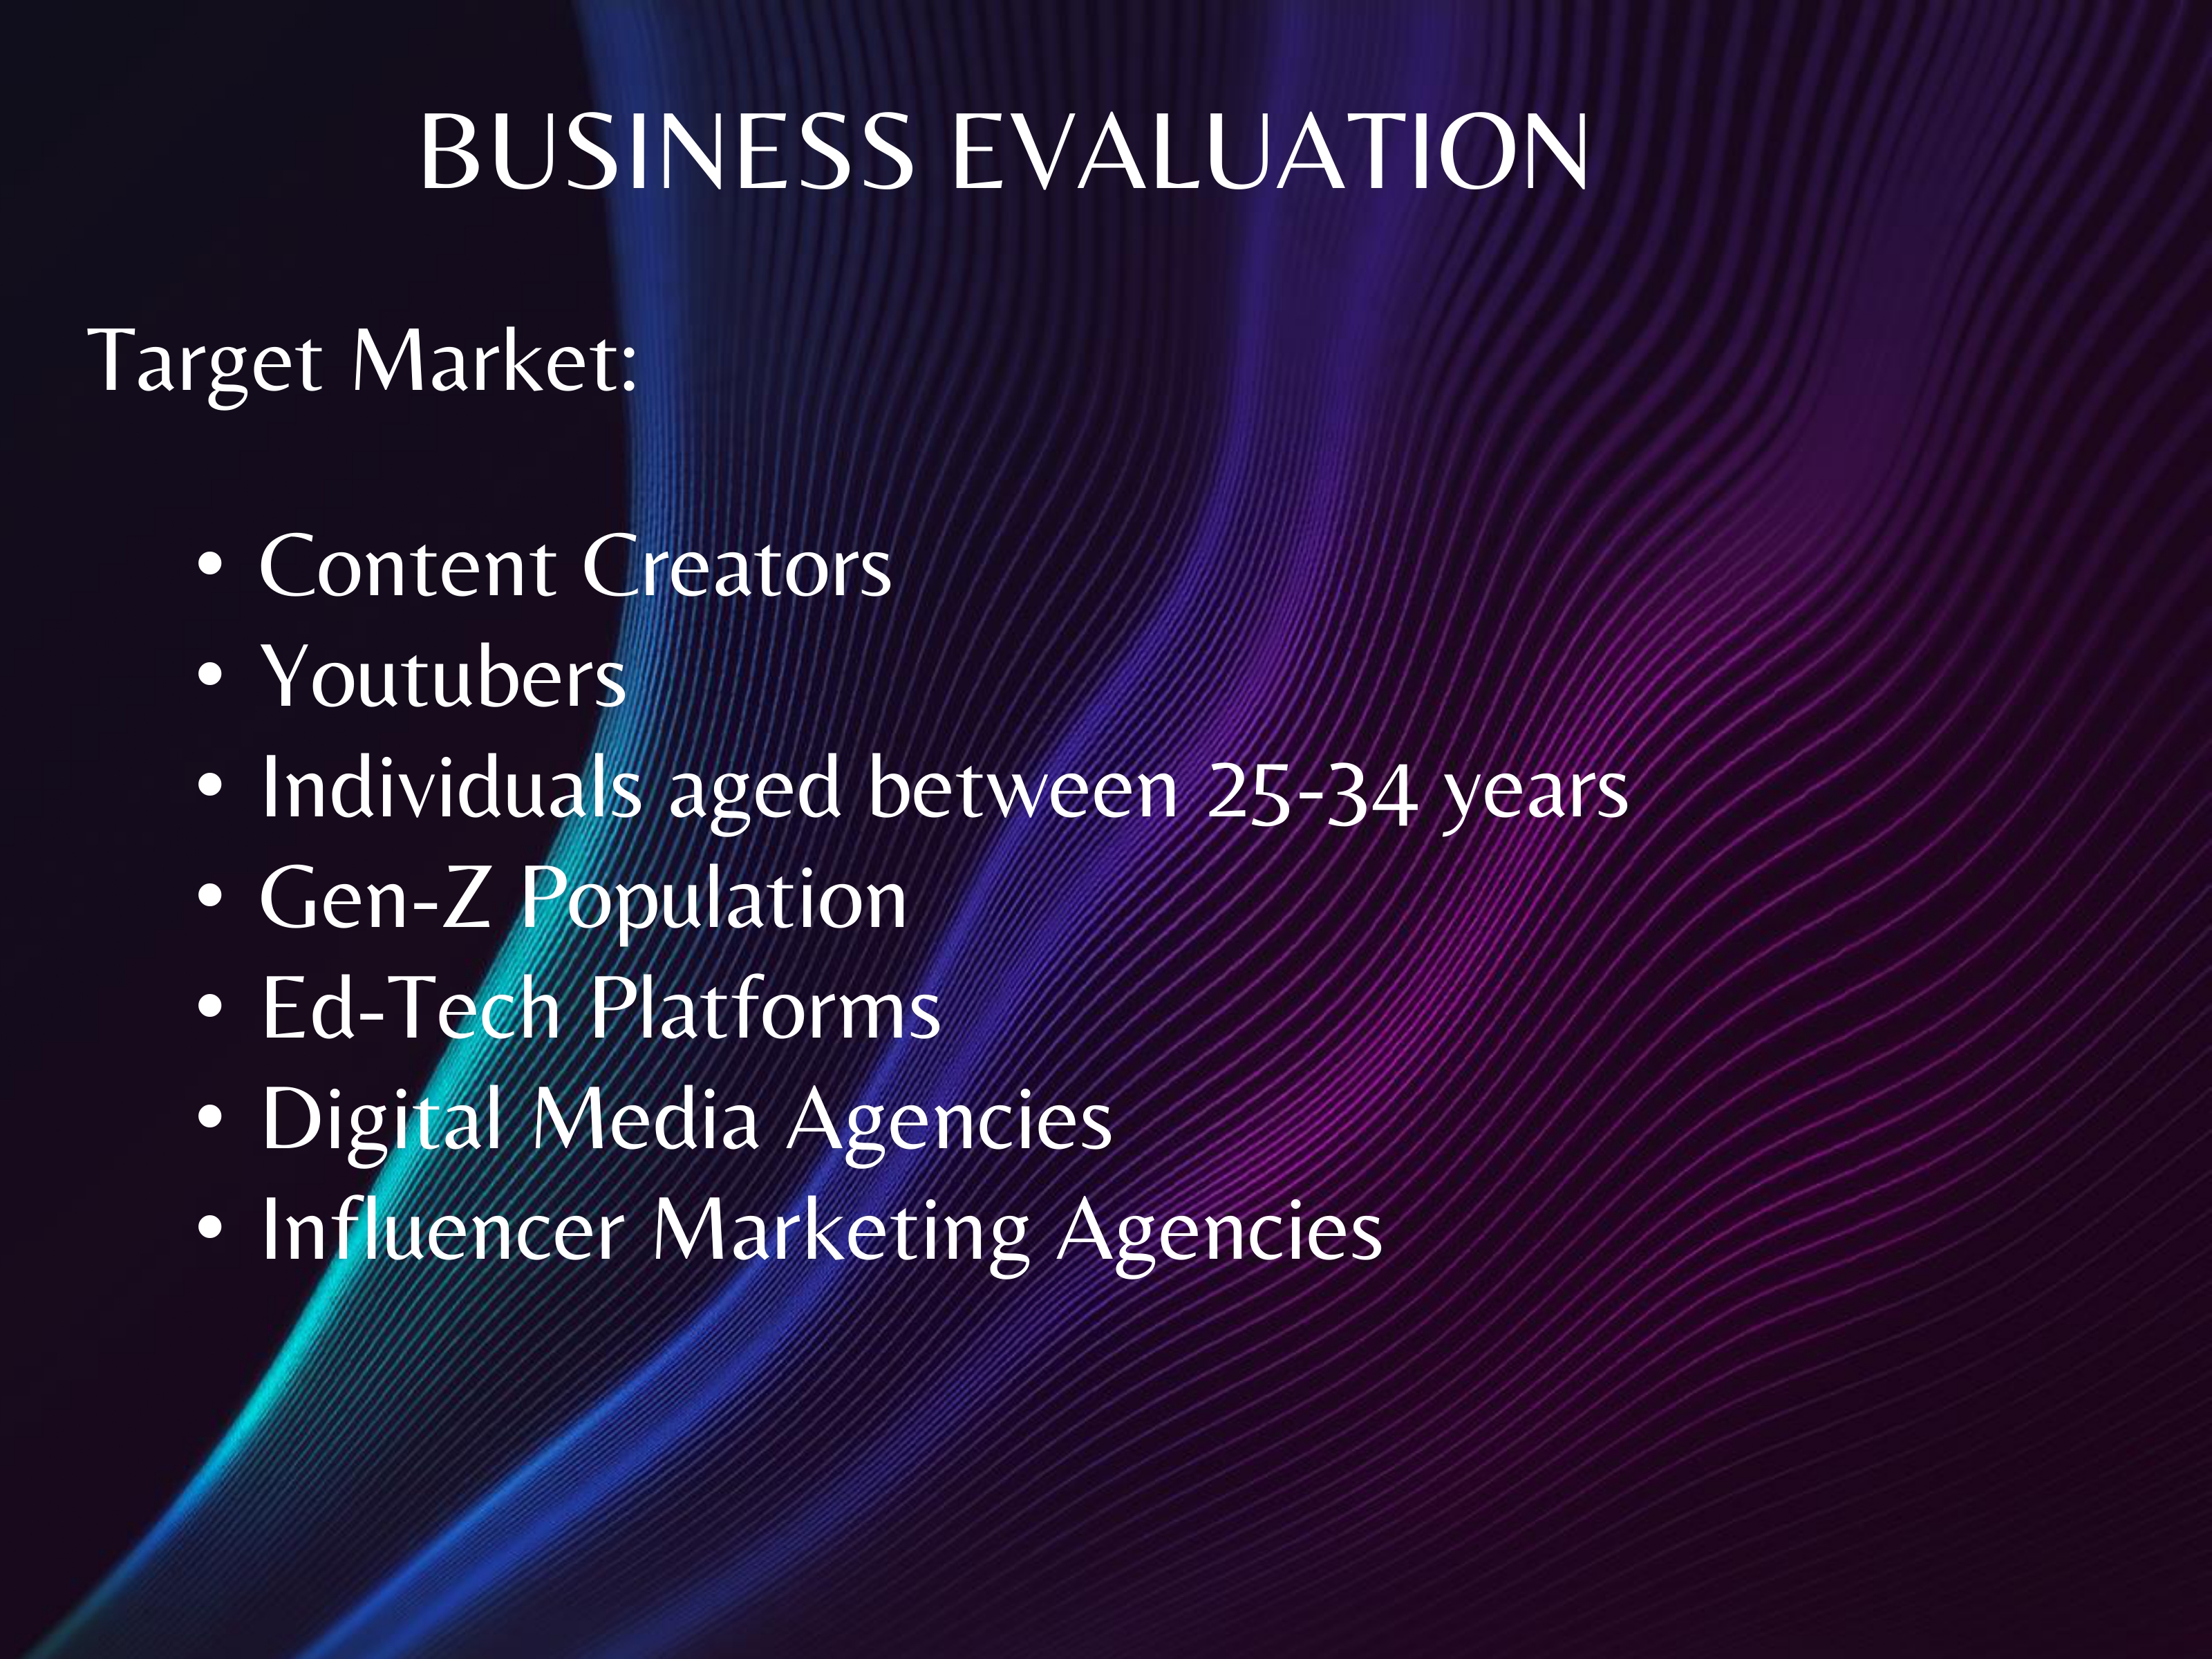 BUSINESS EVALUATION
Target Market:
• Content Creators
• Youtubers
• Individuals aged between 25-34 years
• Gen-Z Population
• Ed-Tech Platforms
• Digital Media Agencies
• Influencer Marketing Agencies